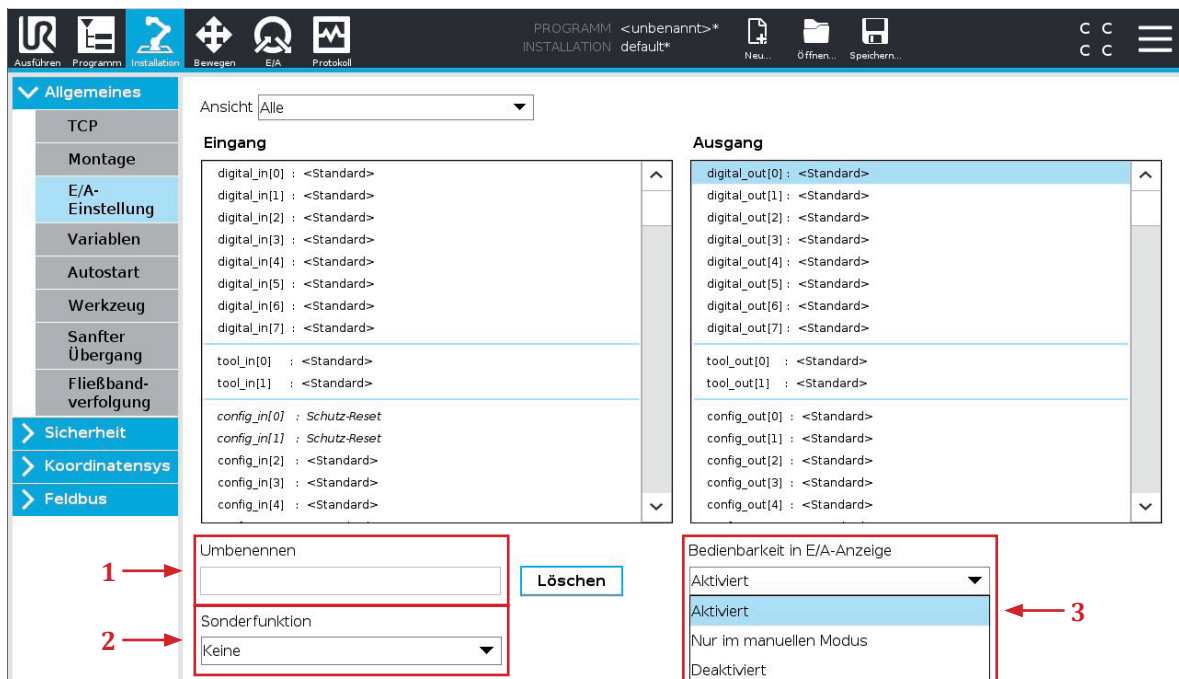 PROGRAMM <unbenannt>*
INSTALLATION default*
Ausführen Programm Installation Bewegen E/A Protokoll Neu... Öffnen... Speichern...
C C
C C
Allgemeines
TCP
Montage
E/A-
Einstellung
Variablen
Autostart
Werkzeug
Sanfter
Übergang
Fließband-
verfolgung
Sicherheit
Koordinatensys
Feldbus
Ansicht Alle
Eingang
digital_in[0] : <Standard>
digital_in[1] : <Standard>
digital_in[2] : <Standard>
digital_in[3] : <Standard>
digital_in[4] : <Standard>
digital_in[5] : <Standard>
digital_in[6] : <Standard>
digital_in[7] : <Standard>
tool_in[0] : <Standard>
tool_in[1] : <Standard>
config_in[0] : Schutz-Reset
config_in[1] : Schutz-Reset
config_in[2] : <Standard>
config_in[3] : <Standard>
config_in[4] : <Standard>
Ausgang
digital_out[0] : <Standard>
digital_out[1] : <Standard>
digital_out[2] : <Standard>
digital_out[3] : <Standard>
digital_out[4] : <Standard>
digital_out[5] : <Standard>
digital_out[6] : <Standard>
digital_out[7] : <Standard>
tool_out[0] : <Standard>
tool_out[1] : <Standard>
config_out[0] : <Standard>
config_out[1] : <Standard>
config_out[2] : <Standard>
config_out[3] : <Standard>
config_out[4] : <Standard>
1
Umbenennen
Löschen
2
Sonderfunktion
Keine
Bedienbarkeit in E/A-Anzeige
Aktiviert
Aktiviert
Nur im manuellen Modus
Deaktiviert
3